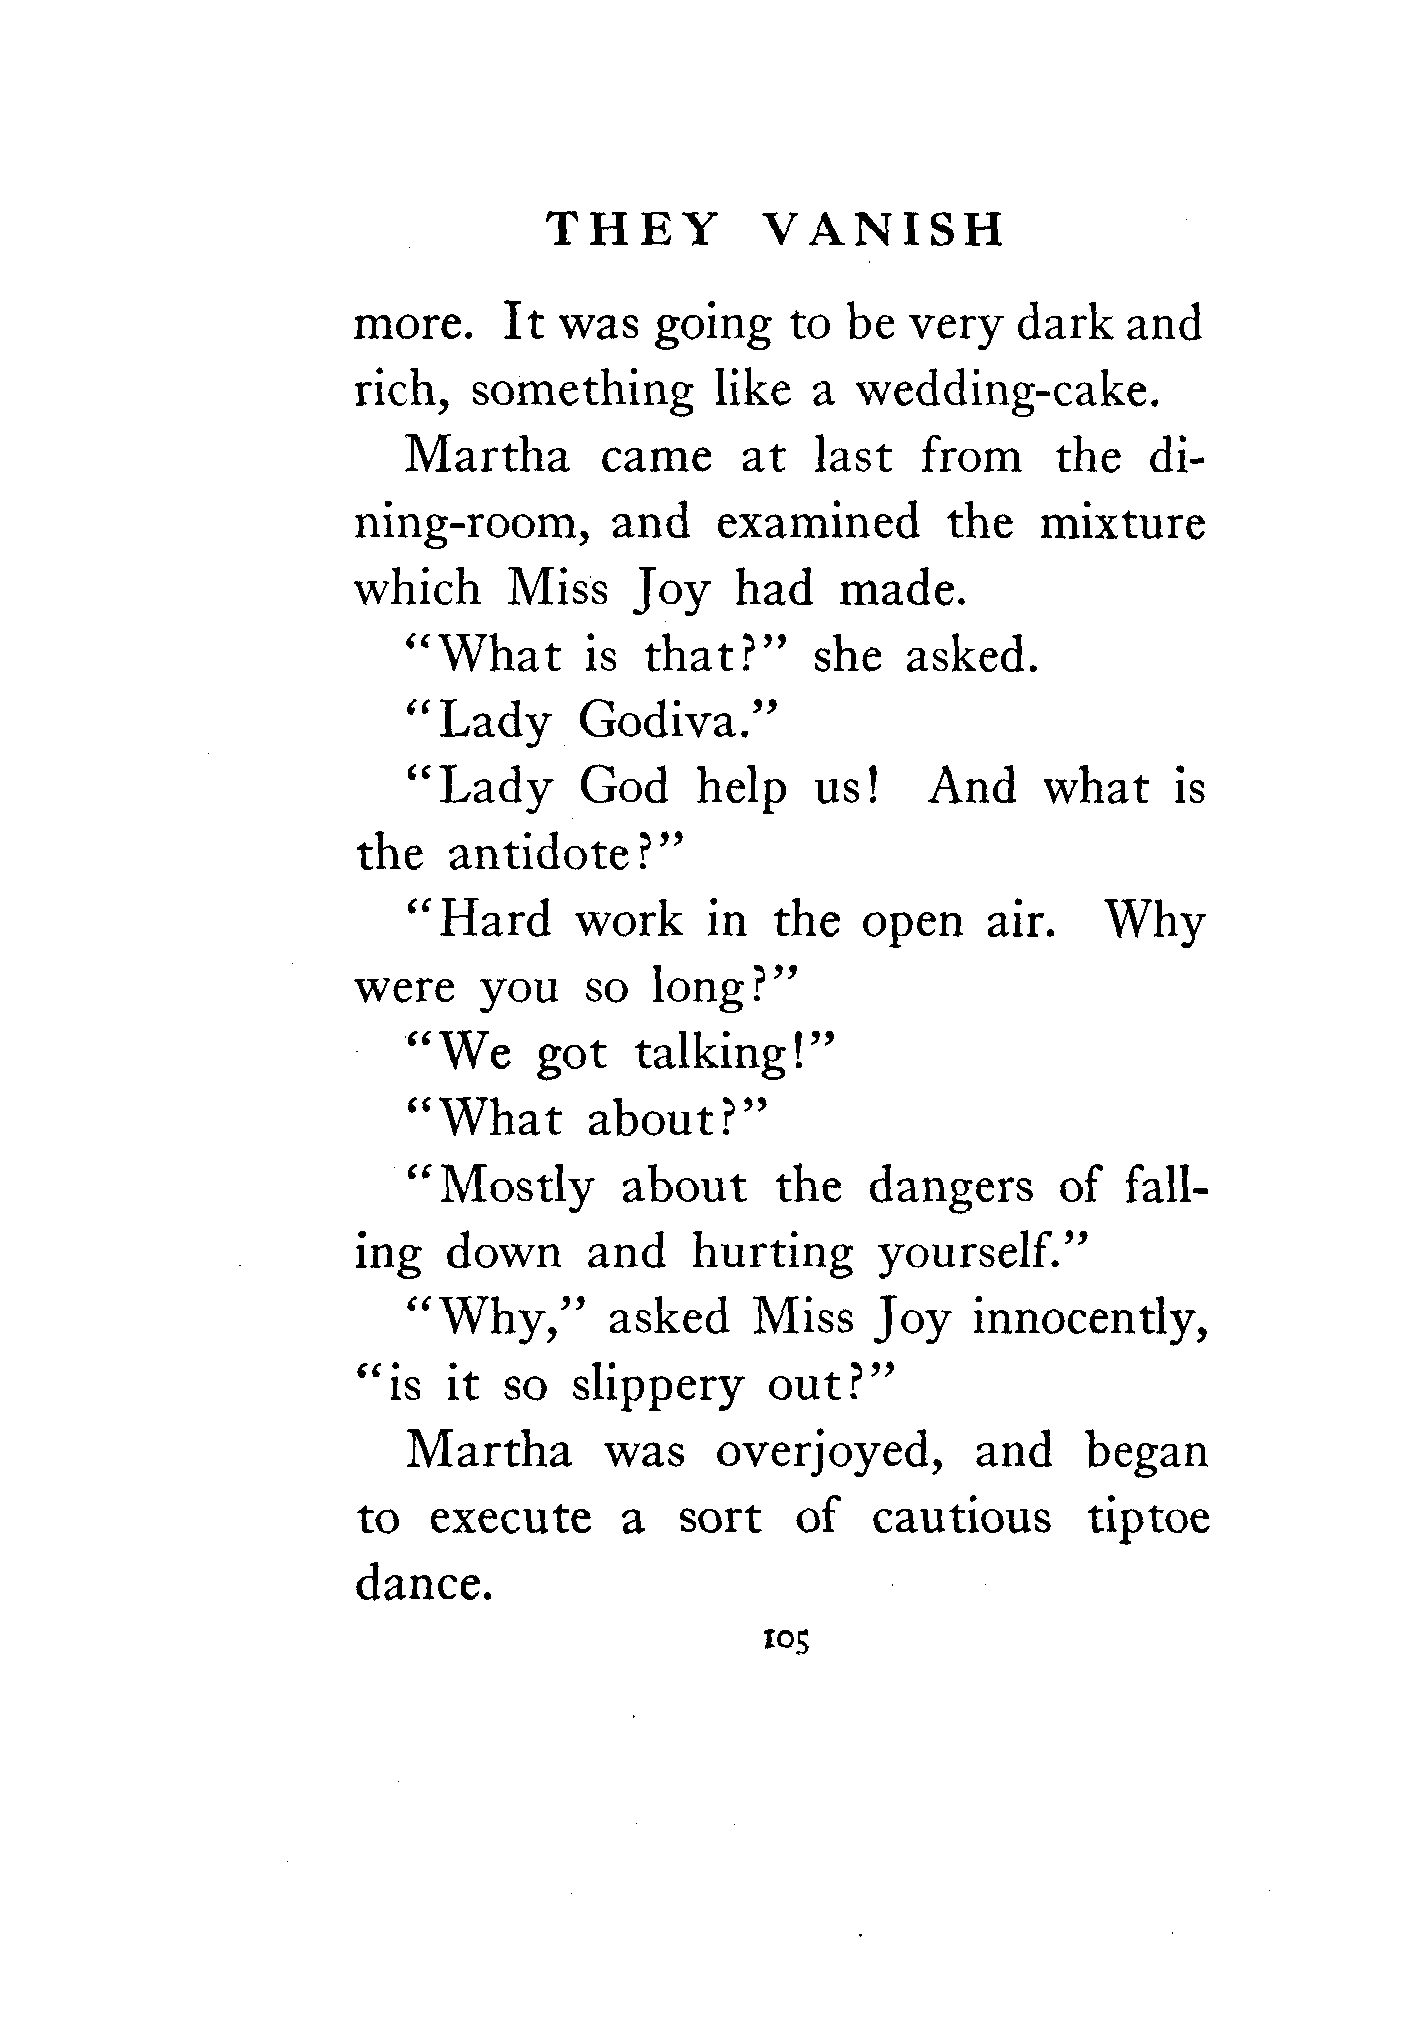 THEY VANISH
more. It was going to be very dark and
rich, something like a wedding-cake.
Martha came at last from the di-
ning-room, and examined the mixture
which Miss Joy had made.
“What is that?” she asked.
“Lady Godiva.”
“Lady God help us! And what is
the antidote?”
“Hard work in the open air. Why
were you so long?”
“We got talking!”
“What about?”
“Mostly about the dangers of fall-
ing down and hurting yourself.”
“Why,” asked Miss Joy innocently,
“is it so slippery out?”
Martha was overjoyed, and began
to execute a sort of cautious tiptoe
dance.
105